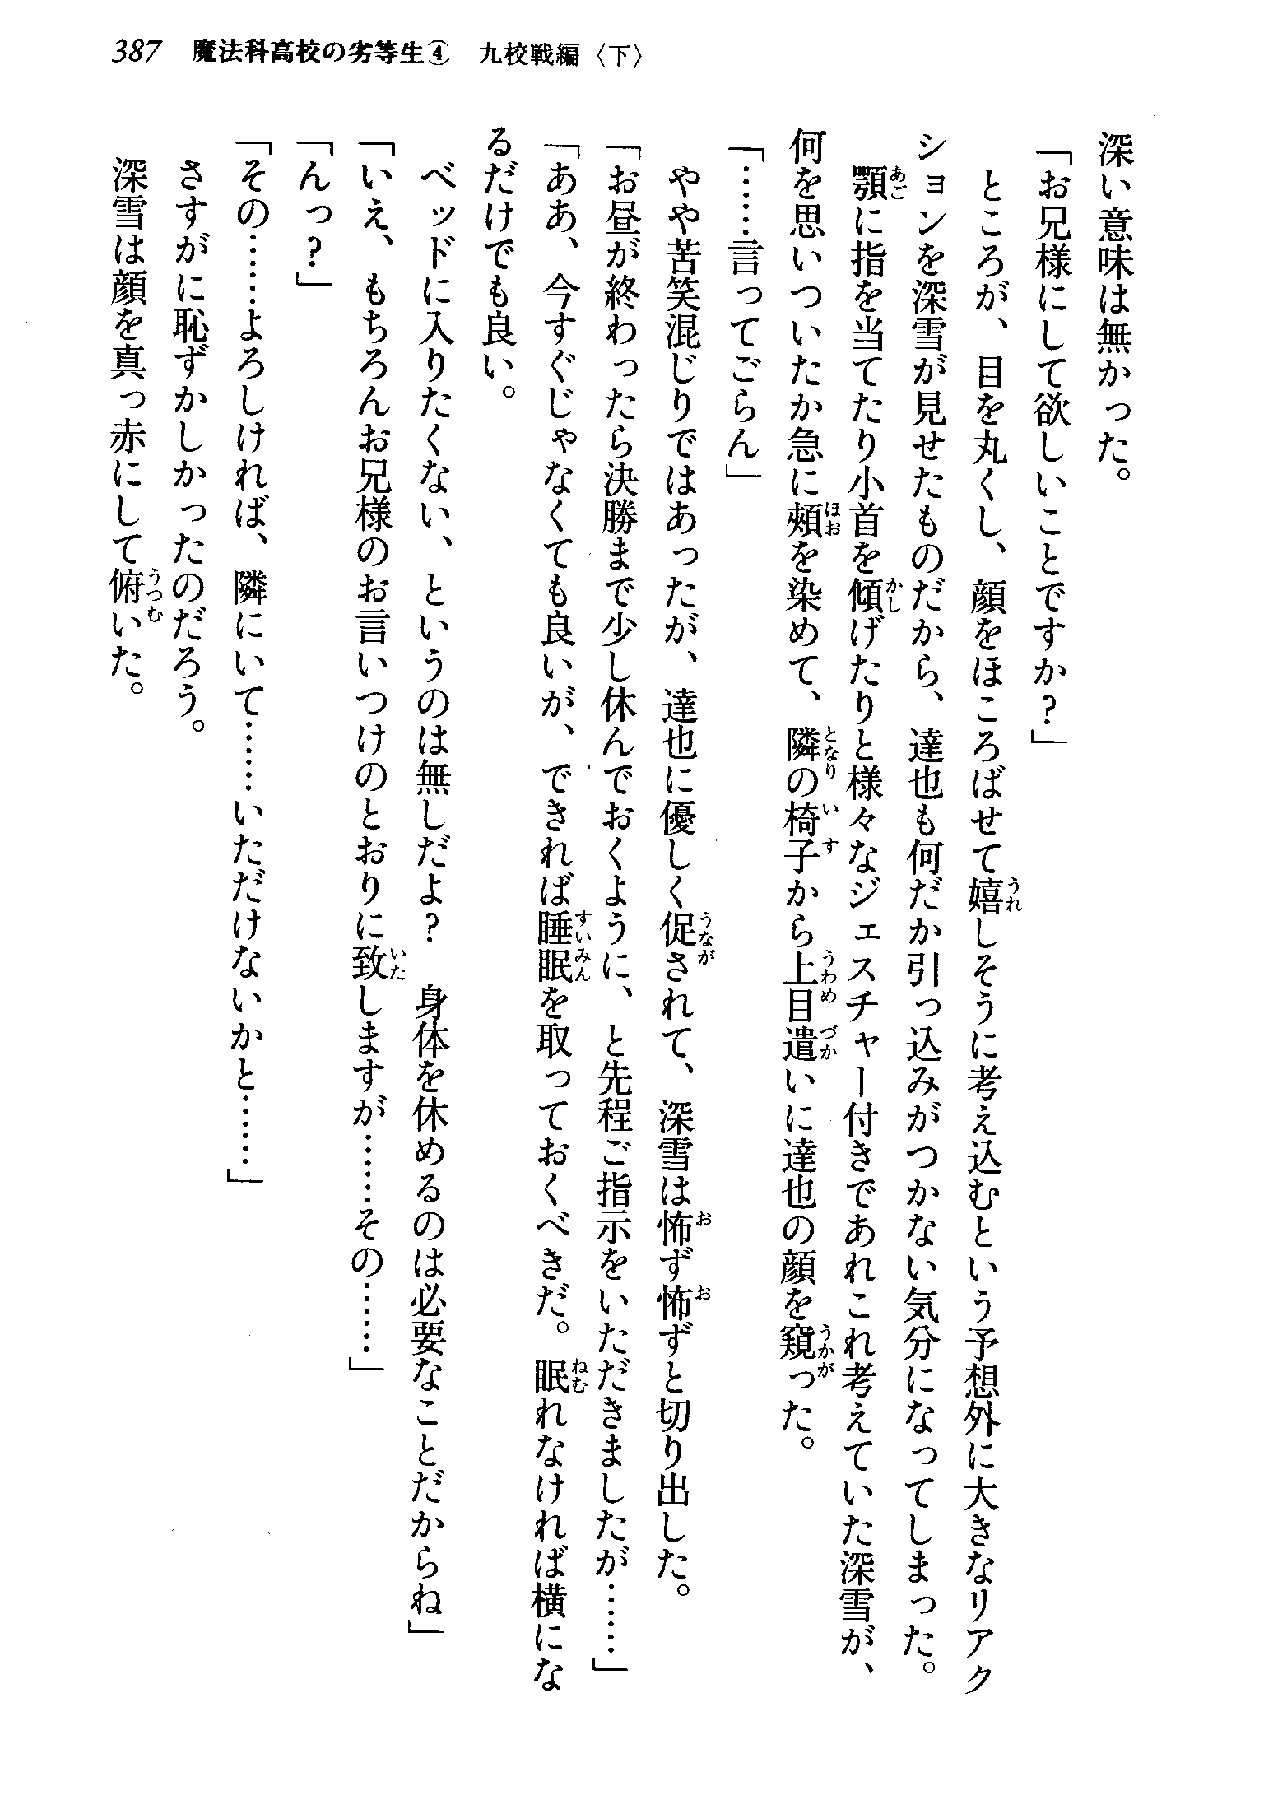 387 魔法科高校の劣等生④ 九校戦編〈下〉
深い意味は無かった。
「お兄様にして欲しいことですか？」
ところが、目を丸くし、顔をほころばせて嬉しそうに考え込むという予想外に大きなリアク
ションを深雪が見せたものだから、達也も何だか引っ込みがつかない気分になってしまった。
顎に指を当てたり小首を傾げたりと様々なジェスチャー付きであれこれ考えていた深雪が、
何を思いついたか急に頬を染めて、隣の椅子から上目遣いに達也の顔を窺った。
「……言ってごらん」
やや苦笑混じりではあったが、達也に優しく促されて、深雪は怖ず怖ずと切り出した。
「お昼が終わったら決勝まで少し休んでおくように、と先程ご指示をいただきましたが……」
「ああ、今すぐじゃなくても良いが、できれば睡眠を取っておくべきだ。眠れなければ横にな
るだけでも良い。
ベッドに入りたくない、というのは無しだよ？　身体を休めるのは必要なことだからね」
「いえ、もちろんお兄様のお言いつけのとおりに致しますが……その……」
「んっ？」
「その……よろしければ、隣にいて……いただけないかと……」
さすがに恥ずかしかったのだろう。
深雪は顔を真っ赤にして俯いた。